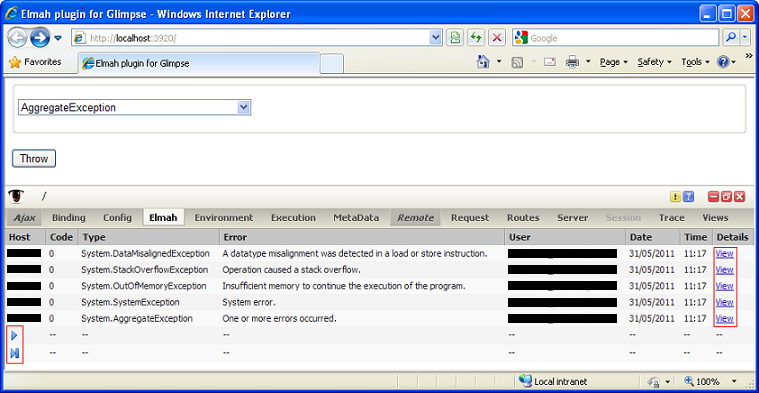 Elmah plugin for Glimpse - Windows Internet Explorer
http://localhost:3920/ Google
Favorites Elmah plugin for Glimpse Page Safety Tools
AggregateException
Throw
/
Ajax Binding Config Elmah Environment Execution MetaData Remote Request Routes Server Session Trace Views
Host Code Type Error User Date Time Details
0 System.DataMisalignedException A datatype misalignment was detected in a load or store instruction. 31/05/2011 11:17 View
0 System.StackOverflowException Operation caused a stack overflow. 31/05/2011 11:17 View
0 System.OutOfMemoryException Insufficient memory to continue the execution of the program. 31/05/2011 11:17 View
0 System.SystemException System error. 31/05/2011 11:17 View
0 System.AggregateException One or more errors occurred. 31/05/2011 11:17 View
-- -- -- -- -- -- --
-- -- -- -- -- -- --
Local intranet 100%